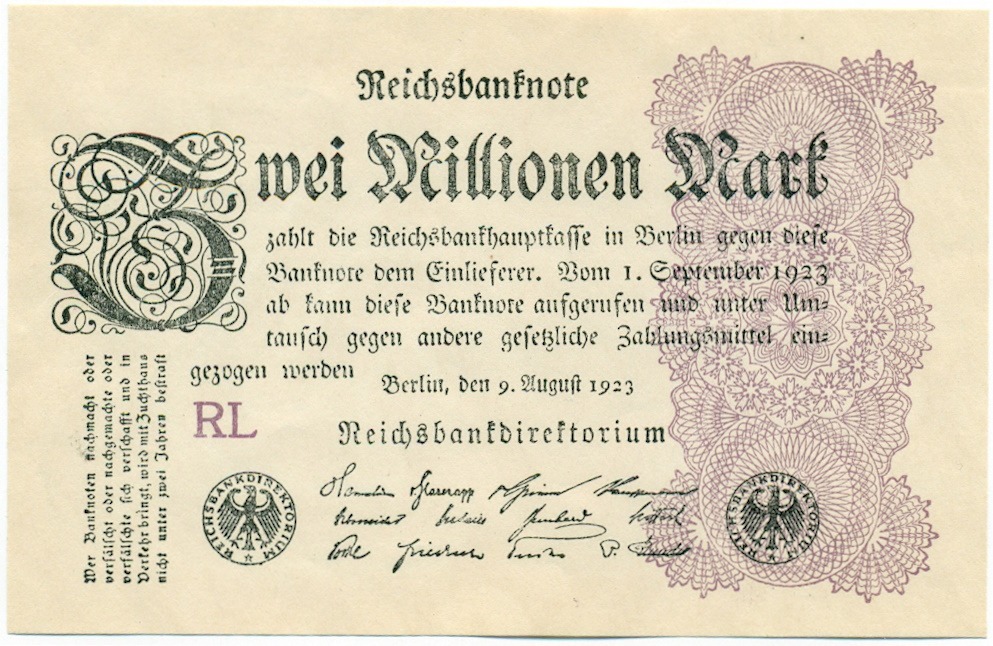 Reichsbanknote
Zwei Millionen Mark
zahlt die Reichsbankhauptkasse in Berlin gegen diese
Banknote dem Einlieferer. Vom 1. September 1923
ab kann diese Banknote aufgerufen und unter Um-
tausch gegen andere gesetzliche Zahlungsmittel ein-
gezogen werden
Berlin, den 9. August 1923
RL
Reichsbankdirektorium
Wer Banknoten nachmacht oder
verfälscht oder nachgemachte oder
verfälschte sich verschafft und in
Verkehr bringt, wird mit Zuchthaus
nicht unter zwei Jahren bestraft
REICHSBANKDIREKTORIUM
REICHSBANKDIREKTORIUM
Friedrich